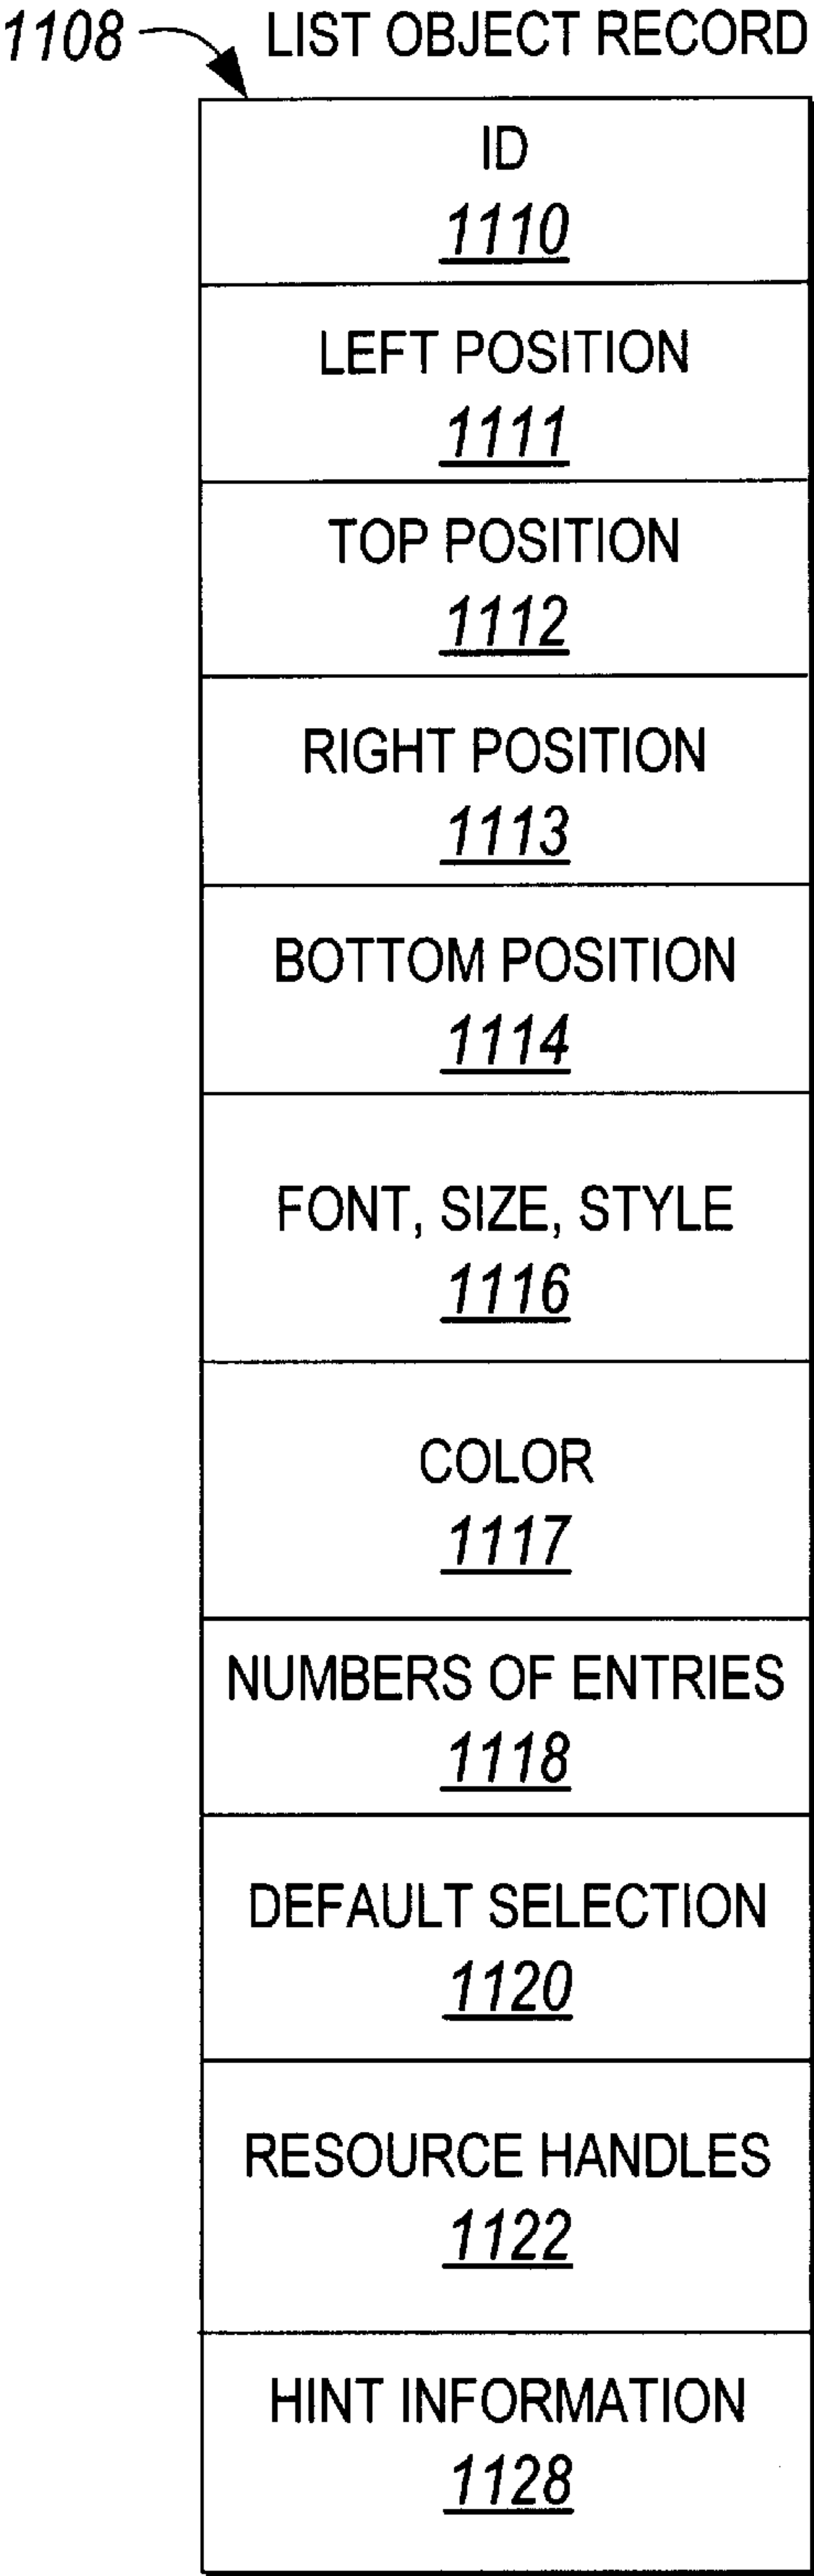 1108 LIST OBJECT RECORD
ID
1110
LEFT POSITION
1111
TOP POSITION
1112
RIGHT POSITION
1113
BOTTOM POSITION
1114
FONT, SIZE, STYLE
1116
COLOR
1117
NUMBERS OF ENTRIES
1118
DEFAULT SELECTION
1120
RESOURCE HANDLES
1122
HINT INFORMATION
1128